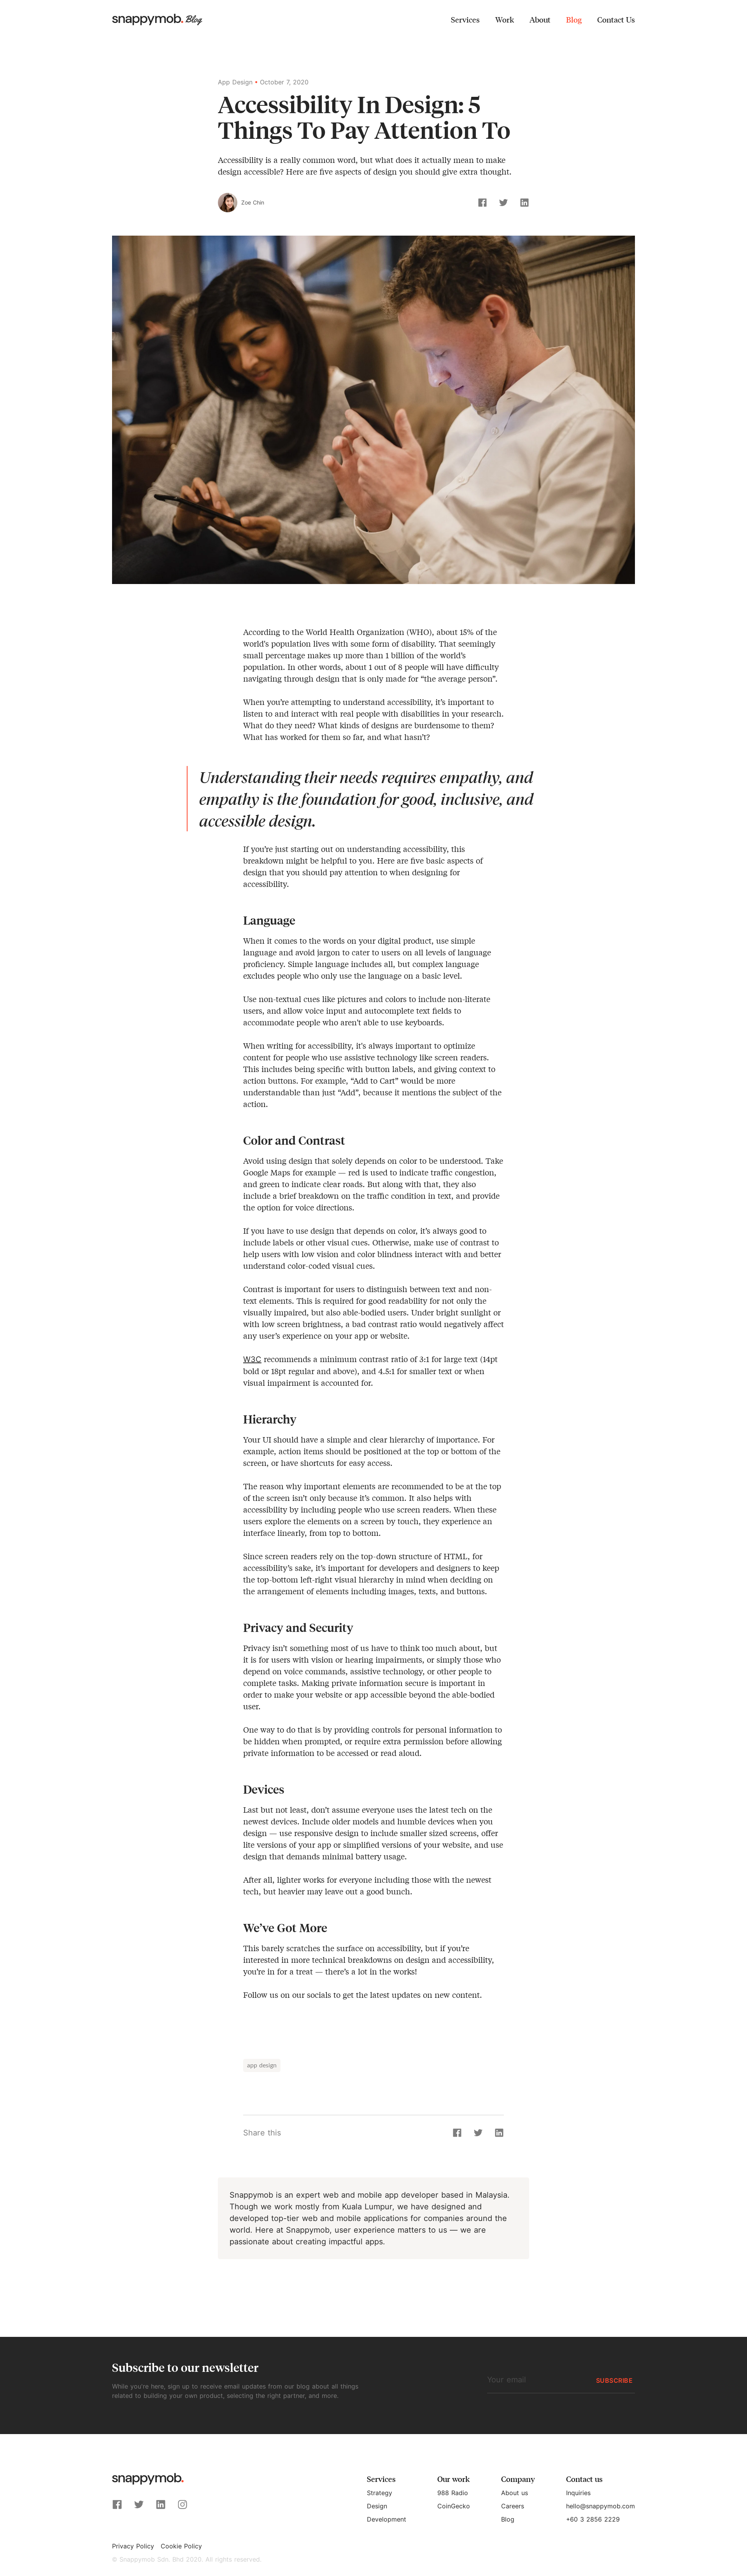 snappymob. Blog
Services Work About Blog Contact Us
App Design • October 7, 2020
Accessibility In Design: 5
Things To Pay Attention To
Accessibility is a really common word, but what does it actually mean to make
design accessible? Here are five aspects of design you should give extra thought.
Zoe Chin
According to the World Health Organization (WHO), about 15% of the
world's population lives with some form of disability. That seemingly
small percentage makes up more than 1 billion of the world's
population. In other words, about 1 out of 8 people will have difficulty
navigating through design that is only made for “the average person”.
When you're attempting to understand accessibility, it's important to
listen to and interact with real people with disabilities in your research.
What do they need? What kinds of designs are burdensome to them?
What has worked for them so far, and what hasn't?
Understanding their needs requires empathy, and
empathy is the foundation for good, inclusive, and
accessible design.
If you're just starting out on understanding accessibility, this
breakdown might be helpful to you. Here are five basic aspects of
design that you should pay attention to when designing for
accessibility.
Language
When it comes to the words on your digital product, use simple
language and avoid jargon to cater to users on all levels of language
proficiency. Simple language includes all, but complex language
excludes people who only use the language on a basic level.
Use non-textual cues like pictures and colors to include non-literate
users, and allow voice input and autocomplete text fields to
accommodate people who aren't able to use keyboards.
When writing for accessibility, it's always important to optimize
content for people who use assistive technology like screen readers.
This includes being specific with button labels, and giving context to
action buttons. For example, “Add to Cart” would be more
understandable than just “Add”, because it mentions the subject of the
action.
Color and Contrast
Avoid using design that solely depends on color to be understood. Take
Google Maps for example — red is used to indicate traffic congestion,
and green to indicate clear roads. But along with that, they also
include a brief breakdown on the traffic condition in text, and provide
the option for voice directions.
If you have to use design that depends on color, it's always good to
include labels or other visual cues. Otherwise, make use of contrast to
help users with low vision and color blindness interact with and better
understand color-coded visual cues.
Contrast is important for users to distinguish between text and non-
text elements. This is required for good readability for not only the
visually impaired, but also able-bodied users. Under bright sunlight or
with low screen brightness, a bad contrast ratio would negatively affect
any user's experience on your app or website.
W3C recommends a minimum contrast ratio of 3:1 for large text (14pt
bold or 18pt regular and above), and 4.5:1 for smaller text or when
visual impairment is accounted for.
Hierarchy
Your UI should have a simple and clear hierarchy of importance. For
example, action items should be positioned at the top or bottom of the
screen, or have shortcuts for easy access.
The reason why important elements are recommended to be at the top
of the screen isn't only because it's common. It also helps with
accessibility by including people who use screen readers. When these
users explore the elements on a screen by touch, they experience an
interface linearly, from top to bottom.
Since screen readers rely on the top-down structure of HTML, for
accessibility's sake, it's important for developers and designers to keep
the top-bottom left-right visual hierarchy in mind when deciding on
the arrangement of elements including images, texts, and buttons.
Privacy and Security
Privacy isn't something most of us have to think too much about, but
it is for users with vision or hearing impairments, or simply those who
depend on voice commands, assistive technology, or other people to
complete tasks. Making private information secure is important in
order to make your website or app accessible beyond the able-bodied
user.
One way to do that is by providing controls for personal information to
be hidden when prompted, or require extra permission before allowing
private information to be accessed or read aloud.
Devices
Last but not least, don't assume everyone uses the latest tech on the
newest devices. Include older models and humble devices when you
design — use responsive design to include smaller sized screens, offer
lite versions of your app or simplified versions of your website, and use
design that demands minimal battery usage.
After all, lighter works for everyone including those with the newest
tech, but heavier may leave out a good bunch.
We've Got More
This barely scratches the surface on accessibility, but if you're
interested in more technical breakdowns on design and accessibility,
you're in for a treat — there's a lot in the works!
Follow us on our socials to get the latest updates on new content.
app design
Share this
Snappymob is an expert web and mobile app developer based in Malaysia.
Though we work mostly from Kuala Lumpur, we have designed and
developed top-tier web and mobile applications for companies around the
world. Here at Snappymob, user experience matters to us — we are
passionate about creating impactful apps.
Subscribe to our newsletter
While you're here, sign up to receive email updates from our blog about all things
related to building your own product, selecting the right partner, and more.
Your email SUBSCRIBE
snappymob.
Services
Strategy
Design
Development
Our work
988 Radio
CoinGecko
Company
About us
Careers
Blog
Contact us
Inquiries
hello@snappymob.com
+60 3 2856 2229
Privacy Policy Cookie Policy
© Snappymob Sdn. Bhd 2020. All rights reserved.